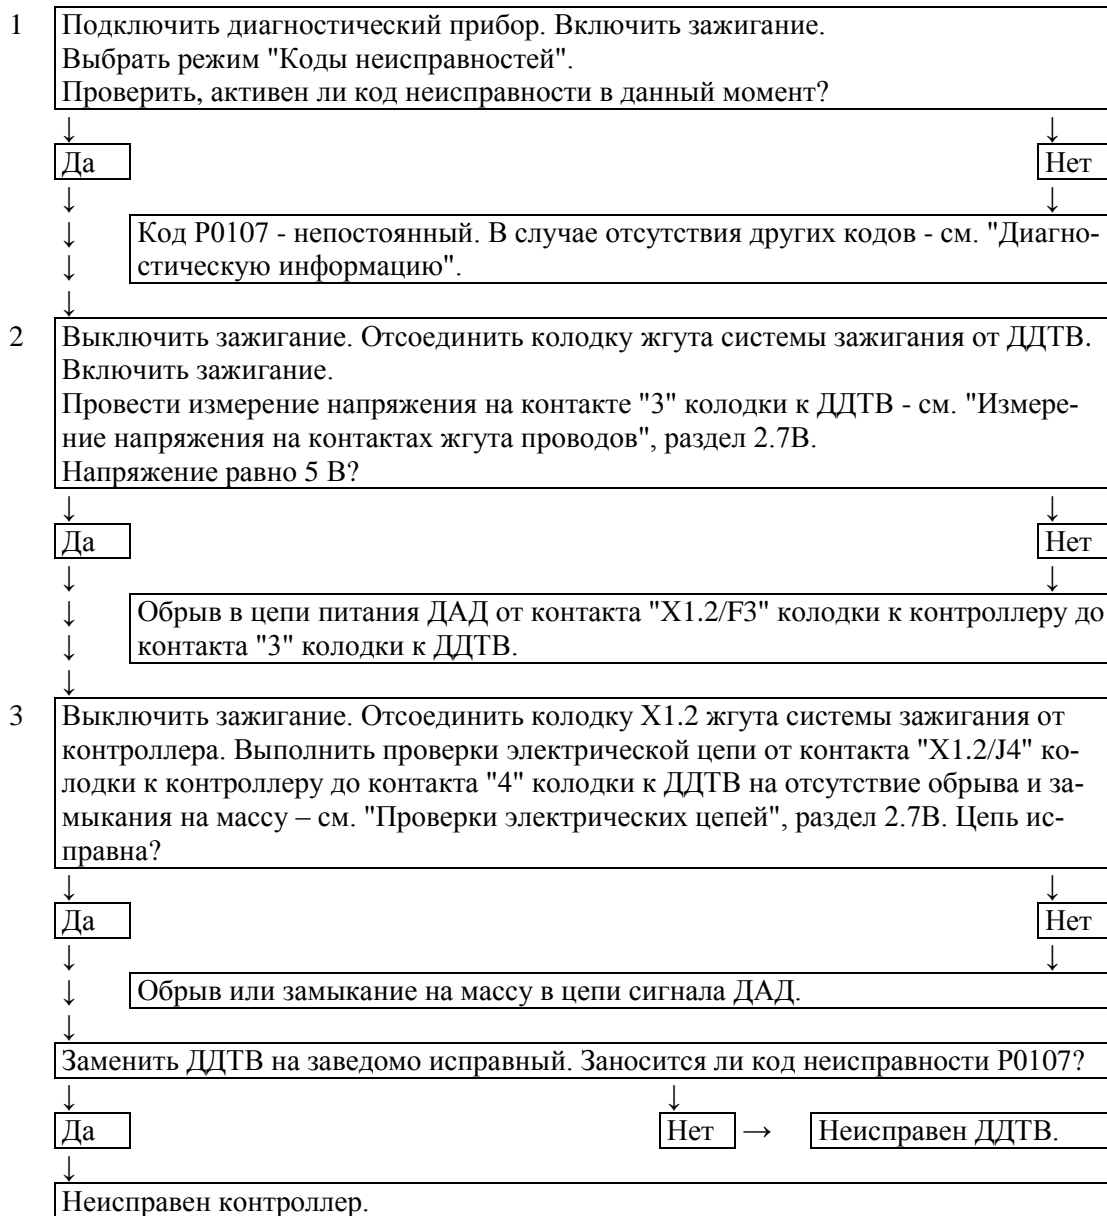 1 Подключить диагностический прибор. Включить зажигание.
Выбрать режим "Коды неисправностей".
Проверить, активен ли код неисправности в данный момент?
↓ ↓
Да Нет
↓ ↓
↓ Код Р0107 - непостоянный. В случае отсутствия других кодов - см. "Диагно-
↓ стическую информацию".
↓
2 Выключить зажигание. Отсоединить колодку жгута системы зажигания от ДДТВ.
Включить зажигание.
Провести измерение напряжения на контакте "3" колодки к ДДТВ - см. "Измере-
ние напряжения на контактах жгута проводов", раздел 2.7В.
Напряжение равно 5 В?
↓ ↓
Да Нет
↓ ↓
↓ Обрыв в цепи питания ДАД от контакта "X1.2/F3" колодки к контроллеру до
↓ контакта "3" колодки к ДДТВ.
↓
3 Выключить зажигание. Отсоединить колодку Х1.2 жгута системы зажигания от
контроллера. Выполнить проверки электрической цепи от контакта "X1.2/J4" ко-
лодки к контроллеру до контакта "4" колодки к ДДТВ на отсутствие обрыва и за-
мыкания на массу – см. "Проверки электрических цепей", раздел 2.7В. Цепь ис-
правна?
↓ ↓
Да Нет
↓ ↓
↓ Обрыв или замыкание на массу в цепи сигнала ДАД.
↓
Заменить ДДТВ на заведомо исправный. Заносится ли код неисправности Р0107?
↓ ↓
Да Нет → Неисправен ДДТВ.
↓
Неисправен контроллер.